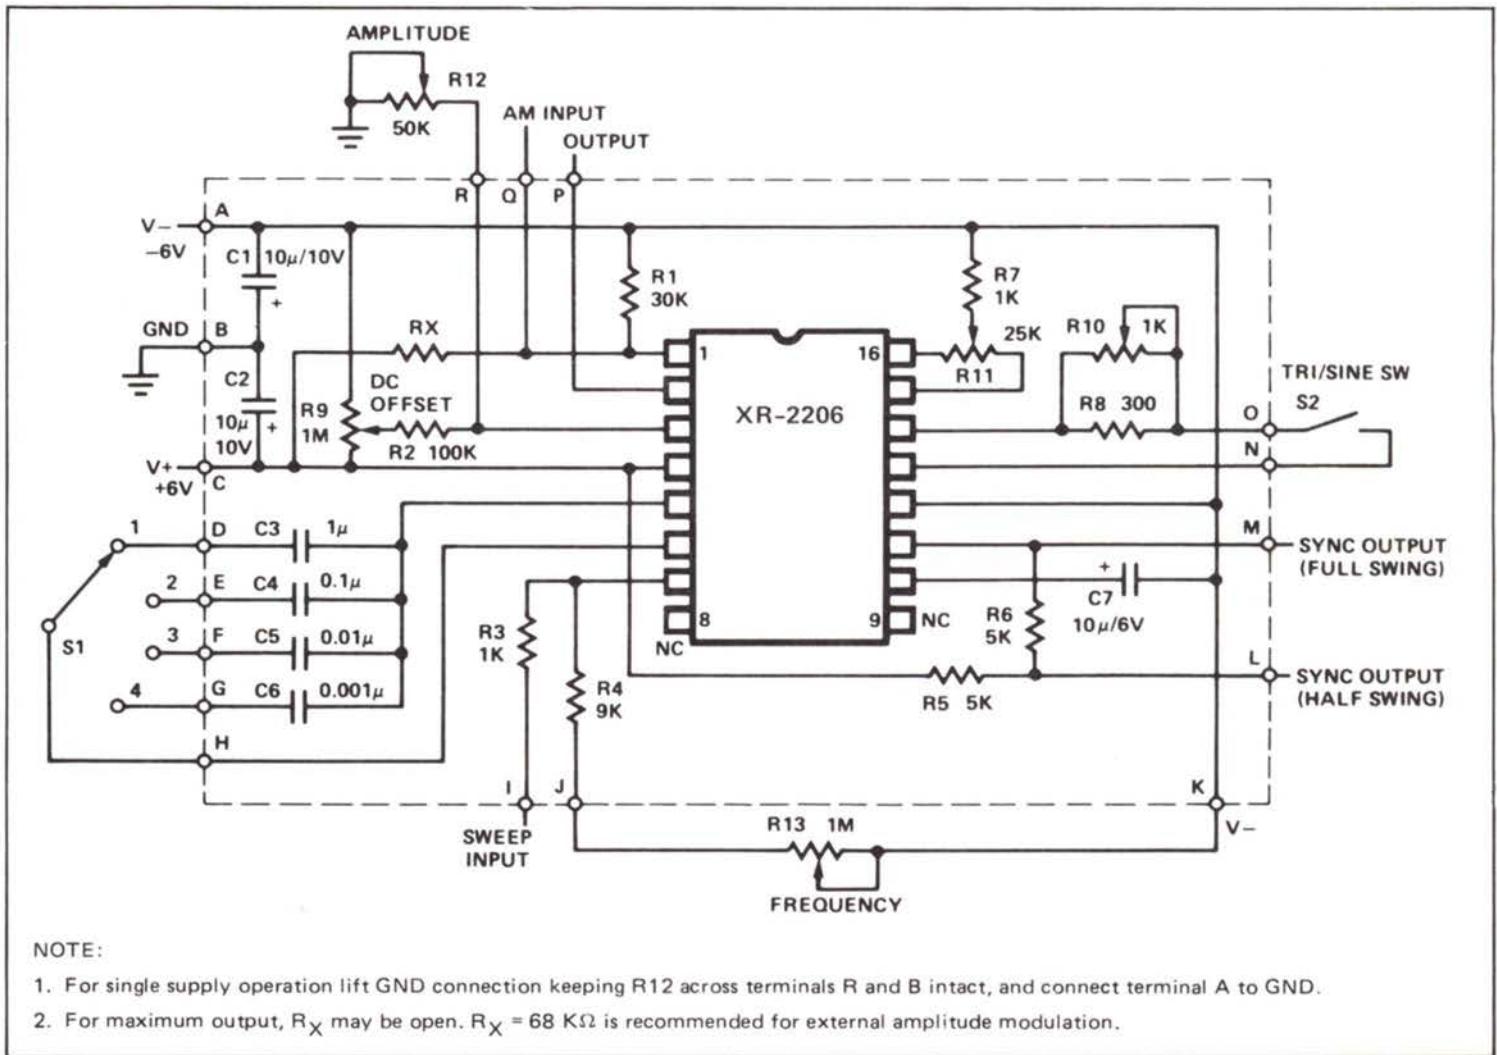 AMPLITUDE
R12
50K
AM INPUT
OUTPUT
R
Q
P
A
V−
−6V
C1
10μ/10V
+
R1
30K
R7
1K
GND
B
RX
25K
R11
R10
1K
1
16
C2
10μ
10V
+
R9
1M
DC
OFFSET
R2 100K
XR-2206
R8 300
TRI/SINE SW
S2
O
N
V+
+6V
C
1
D
C3
1μ
2
E
C4
0.1μ
3
F
C5
0.01μ
4
G
C6
0.001μ
S1
H
8
NC
9
NC
R3
1K
R4
9K
R6
5K
+
C7
10μ/6V
M
SYNC OUTPUT
(FULL SWING)
L
SYNC OUTPUT
(HALF SWING)
R5 5K
I
J
K
V−
SWEEP
INPUT
R13 1M
FREQUENCY
NOTE:
1. For single supply operation lift GND connection keeping R12 across terminals R and B intact, and connect terminal A to GND.
2. For maximum output, RX may be open. RX = 68 KΩ is recommended for external amplitude modulation.